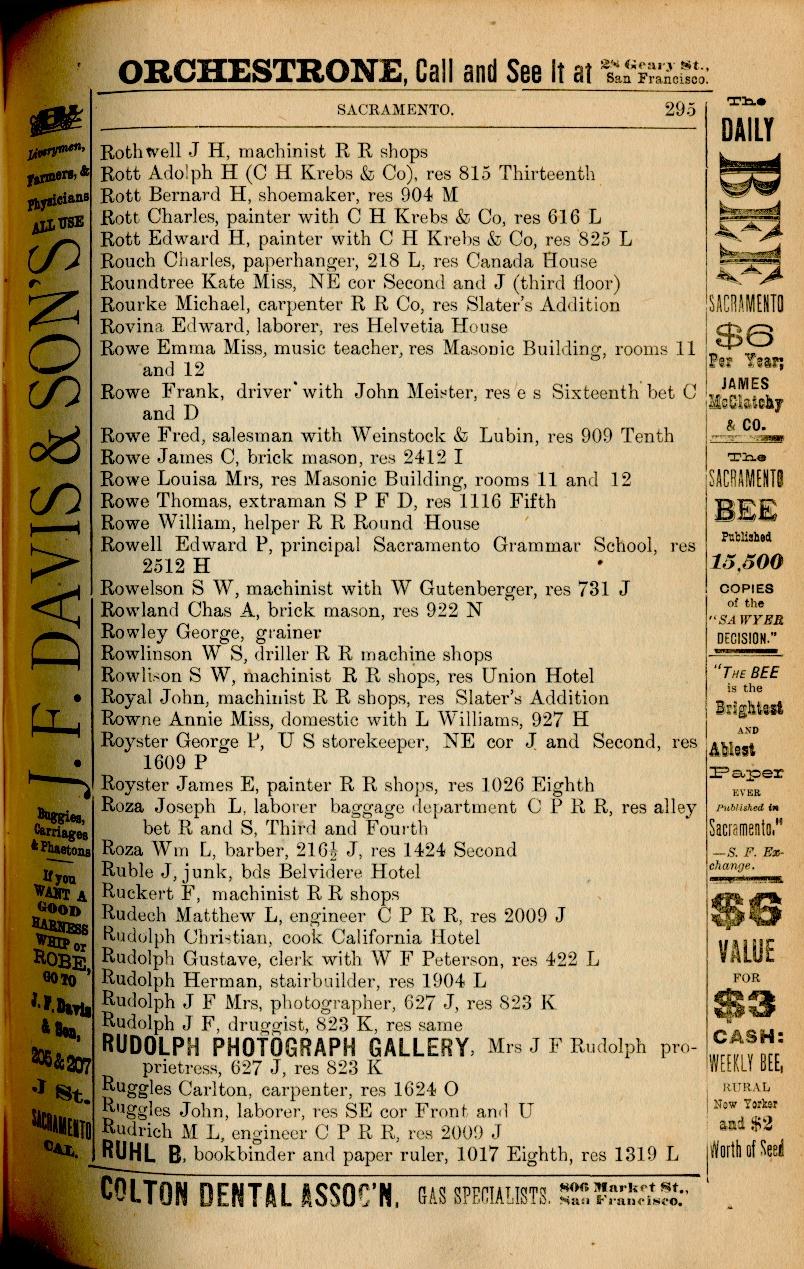 ORCHESTRONE, Call and See It at 28 Geary St., San Francisco.
SACRAMENTO. 295
Rothwell J H, machinist R R shops
Rott Adolph H (C H Krebs & Co), res 815 Thirteenth
Rott Bernard H, shoemaker, res 904 M
Rott Charles, painter with C H Krebs & Co, res 616 L
Rott Edward H, painter with C H Krebs & Co, res 825 L
Rouch Charles, paperhanger, 218 L, res Canada House
Roundtree Kate Miss, NE cor Second and J (third floor)
Rourke Michael, carpenter R R Co, res Slater's Addition
Rovina Edward, laborer, res Helvetia House
Rowe Emma Miss, music teacher, res Masonic Building, rooms 11
and 12
Rowe Frank, driver with John Meister, res e s Sixteenth bet C
and D
Rowe Fred, salesman with Weinstock & Lubin, res 909 Tenth
Rowe James C, brick mason, res 2412 I
Rowe Louisa Mrs, res Masonic Building, rooms 11 and 12
Rowe Thomas, extraman S P F D, res 1116 Fifth
Rowe William, helper R R Round House
Rowell Edward P, principal Sacramento Grammar School, res
2512 H
Rowelson S W, machinist with W Gutenberger, res 731 J
Rowland Chas A, brick mason, res 922 N
Rowley George, grainer
Rowlinson W S, driller R R machine shops
Rowlison S W, machinist R R shops, res Union Hotel
Royal John, machinist R R shops, res Slater's Addition
Rowne Annie Miss, domestic with L Williams, 927 H
Royster George P, U S storekeeper, NE cor J and Second, res
1609 P
Royster James E, painter R R shops, res 1026 Eighth
Roza Joseph L, laborer baggage department C P R R, res alley
bet R and S, Third and Fourth
Roza Wm L, barber, 216½ J, res 1424 Second
Ruble J, junk, bds Belvidere Hotel
Ruckert F, machinist R R shops
Rudech Matthew L, engineer C P R R, res 2009 J
Rudolph Christian, cook California Hotel
Rudolph Gustave, clerk with W F Peterson, res 422 L
Rudolph Herman, stairbuilder, res 1904 L
Rudolph J F Mrs, photographer, 627 J, res 823 K
Rudolph J F, druggist, 823 K, res same
RUDOLPH PHOTOGRAPH GALLERY, Mrs J F Rudolph pro-
prietress, 627 J, res 823 K
Ruggles Carlton, carpenter, res 1624 O
Ruggles John, laborer, res SE cor Front and U
Rudrich M L, engineer C P R R, res 2009 J
RUHL B, bookbinder and paper ruler, 1017 Eighth, res 1319 L
COLTON DENTAL ASSOC'N, GAS SPECIALISTS. 806 Market St., San Francisco.
Liverymen,
Farmers, &
Physicians
ALL USE
J. F. DAVIS & SON'S
Buggies,
Carriages
& Phaetons
If you
WANT A
GOOD
HARNESS
WHIP or
ROBE,
GO TO
J. F. Davis
& Son,
205 & 207
J St.
SACRAMENTO
CAL.
The
DAILY
BEE
SACRAMENTO
$6
Per Year;
JAMES
McClatchy
& CO.
The
SACRAMENTO
BEE
Published
15,500
COPIES
of the
"SAWYER
DECISION."
"THE BEE
is the
Brightest
AND
Ablest
Paper
EVER
Published in
Sacramento."
—S. F. Ex-
change.
$6
VALUE
FOR
$3
CASH:
WEEKLY BEE,
RURAL
New Yorker
and $2
Worth of Seed